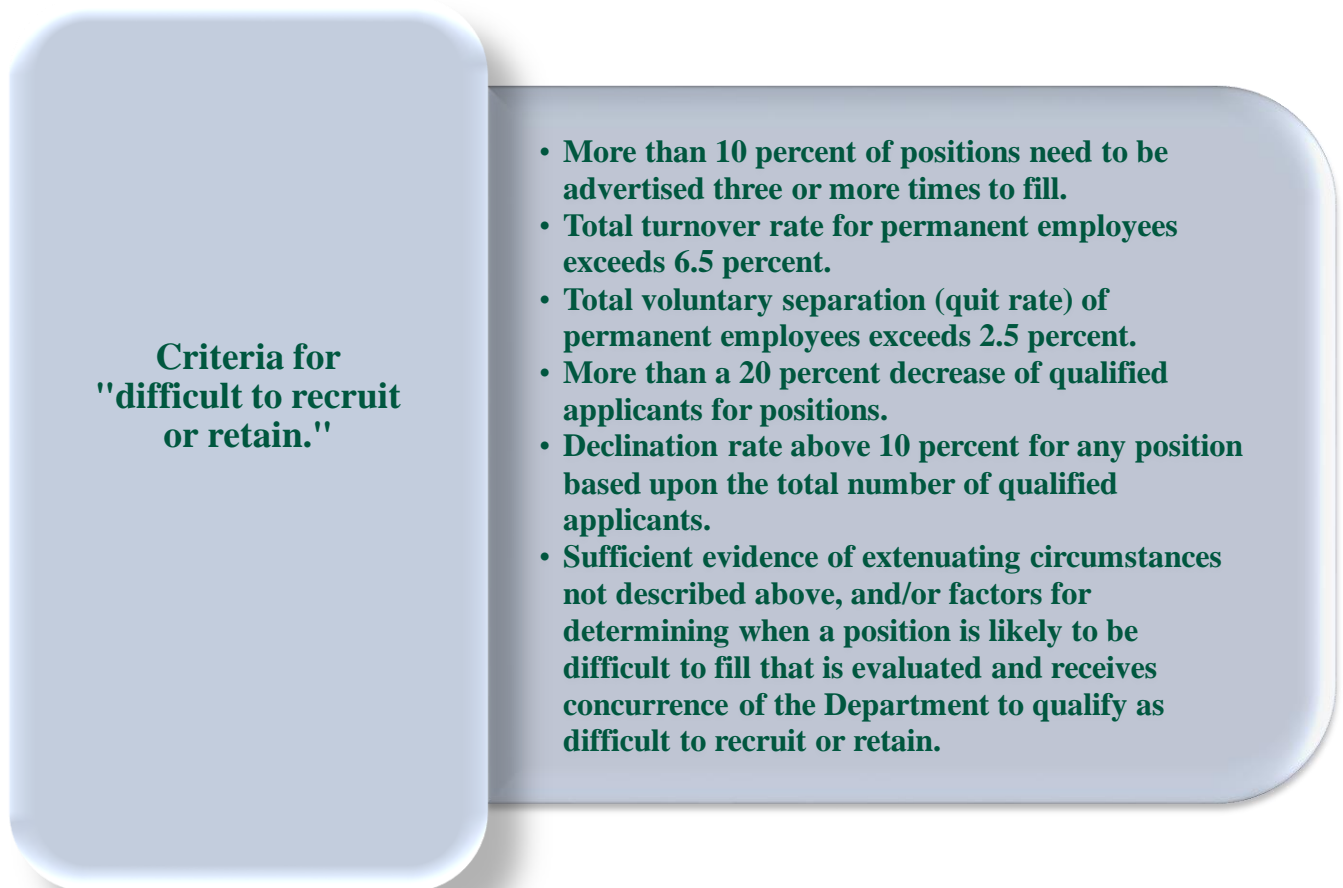 Criteria for
"difficult to recruit
or retain."
• More than 10 percent of positions need to be
advertised three or more times to fill.
• Total turnover rate for permanent employees
exceeds 6.5 percent.
• Total voluntary separation (quit rate) of
permanent employees exceeds 2.5 percent.
• More than a 20 percent decrease of qualified
applicants for positions.
• Declination rate above 10 percent for any position
based upon the total number of qualified
applicants.
• Sufficient evidence of extenuating circumstances
not described above, and/or factors for
determining when a position is likely to be
difficult to fill that is evaluated and receives
concurrence of the Department to qualify as
difficult to recruit or retain.